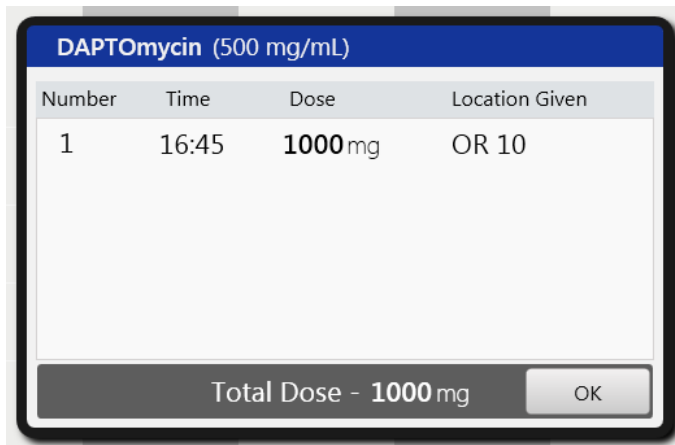 DAPTOmycin (500 mg/mL)
Number Time Dose Location Given
1 16:45 1000 mg OR 10
Total Dose - 1000 mg OK